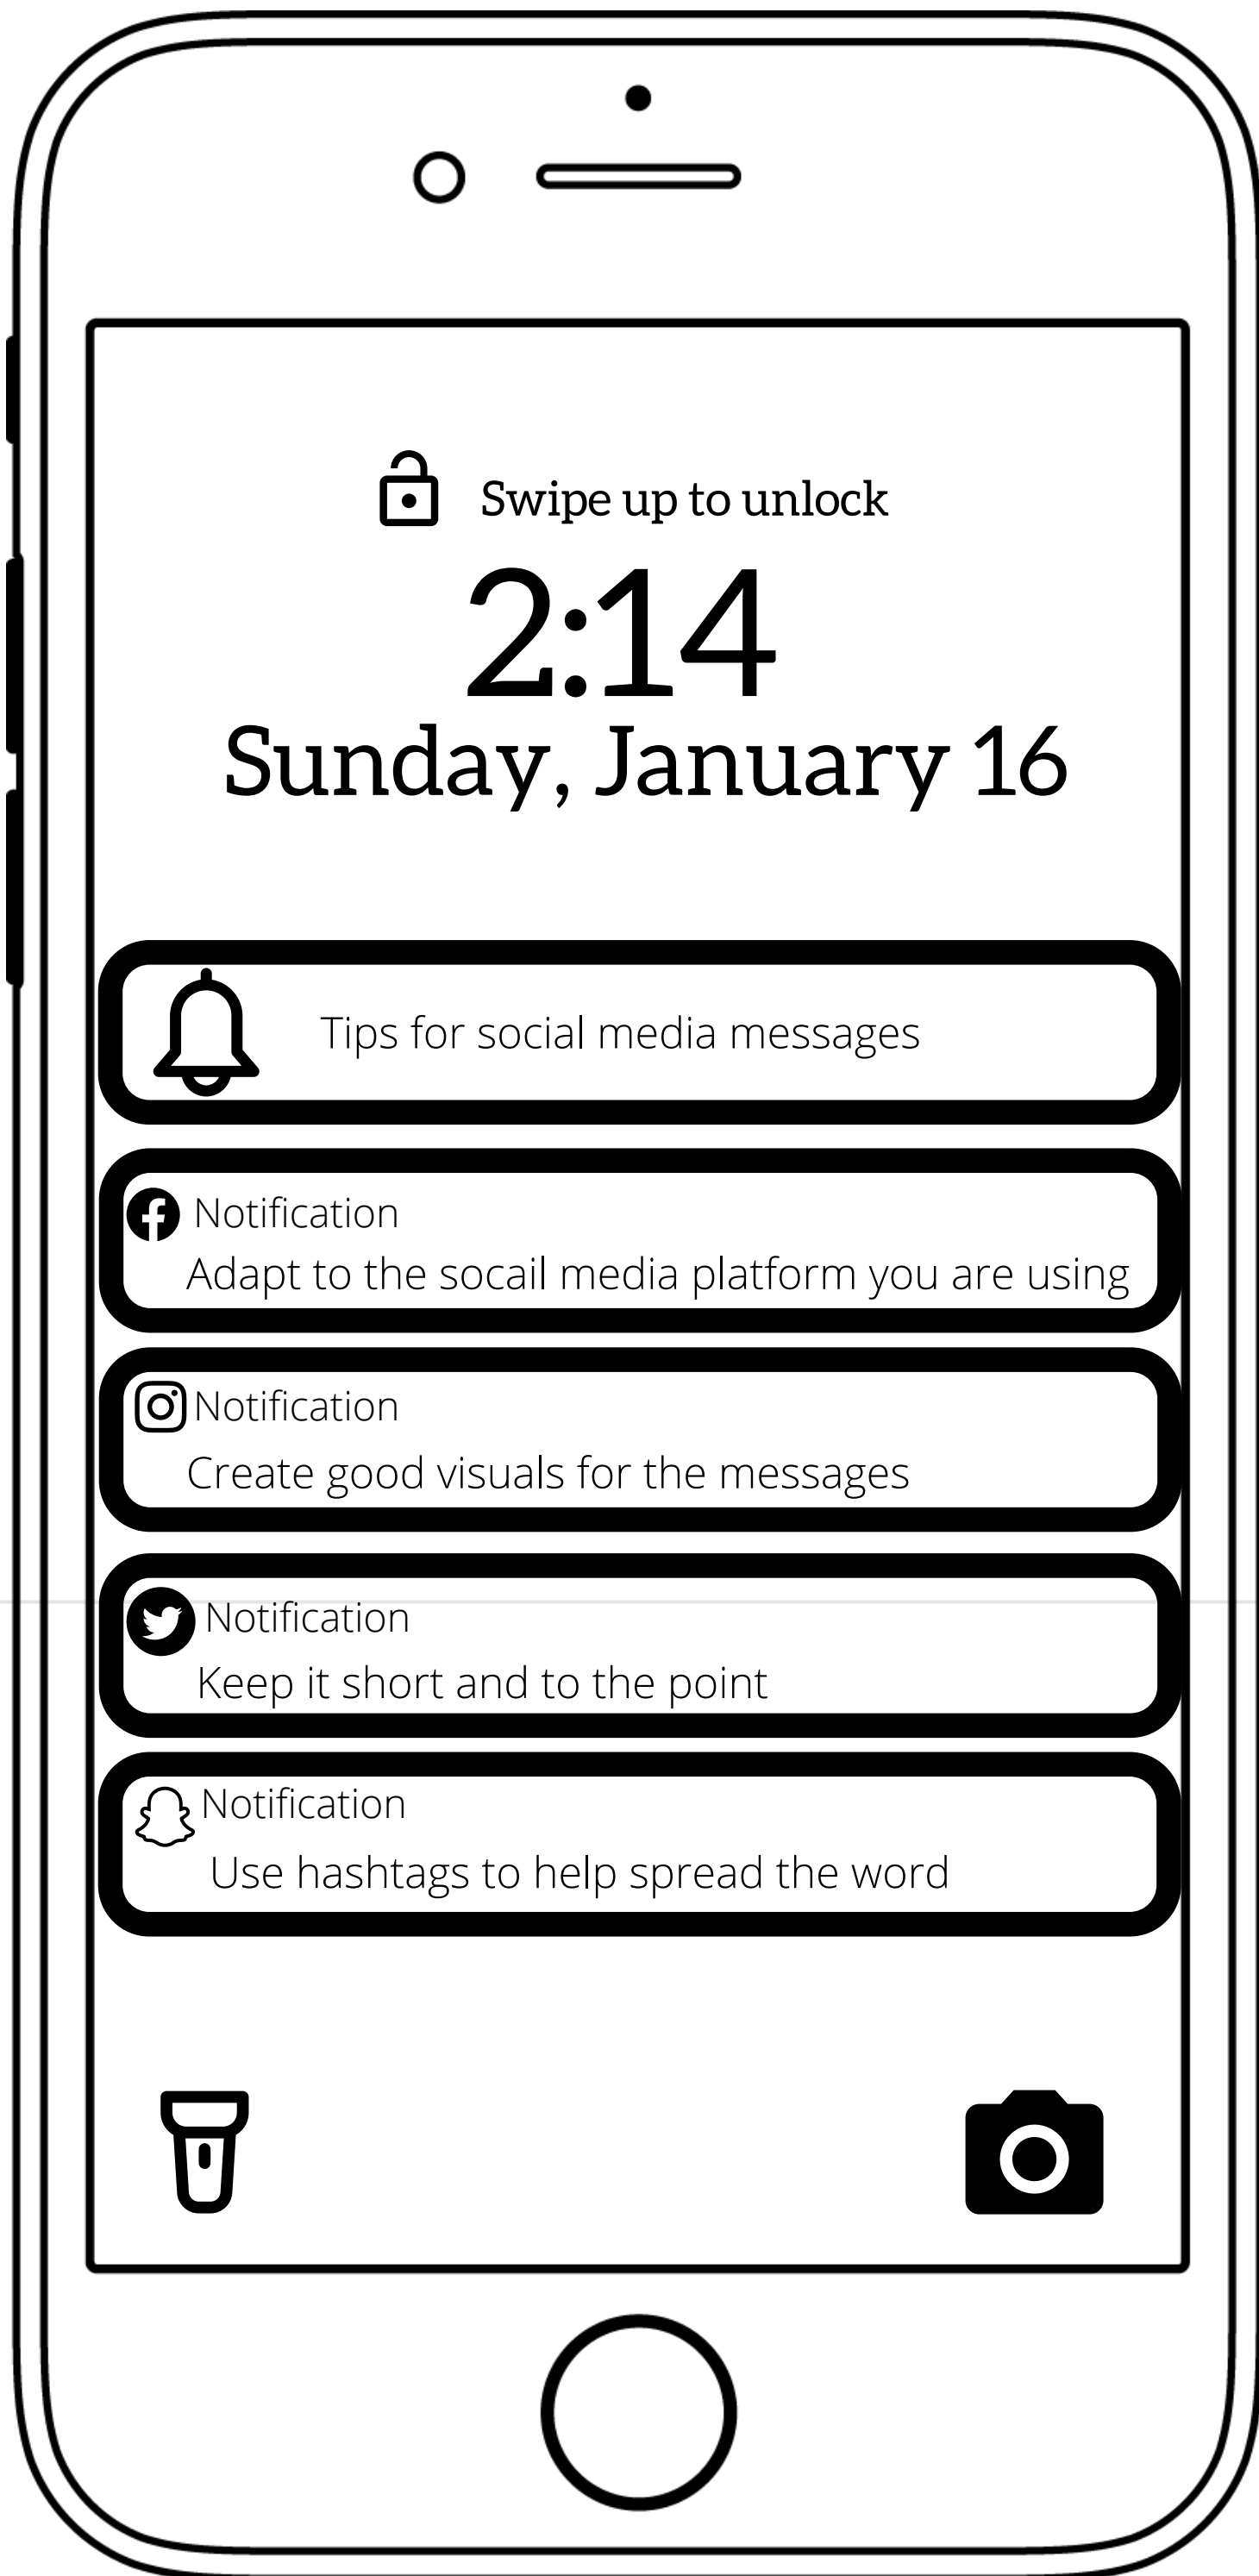 Swipe up to unlock
2:14
Sunday, January 16
Tips for social media messages
Notification
Adapt to the socail media platform you are using
Notification
Create good visuals for the messages
Notification
Keep it short and to the point
Notification
Use hashtags to help spread the word